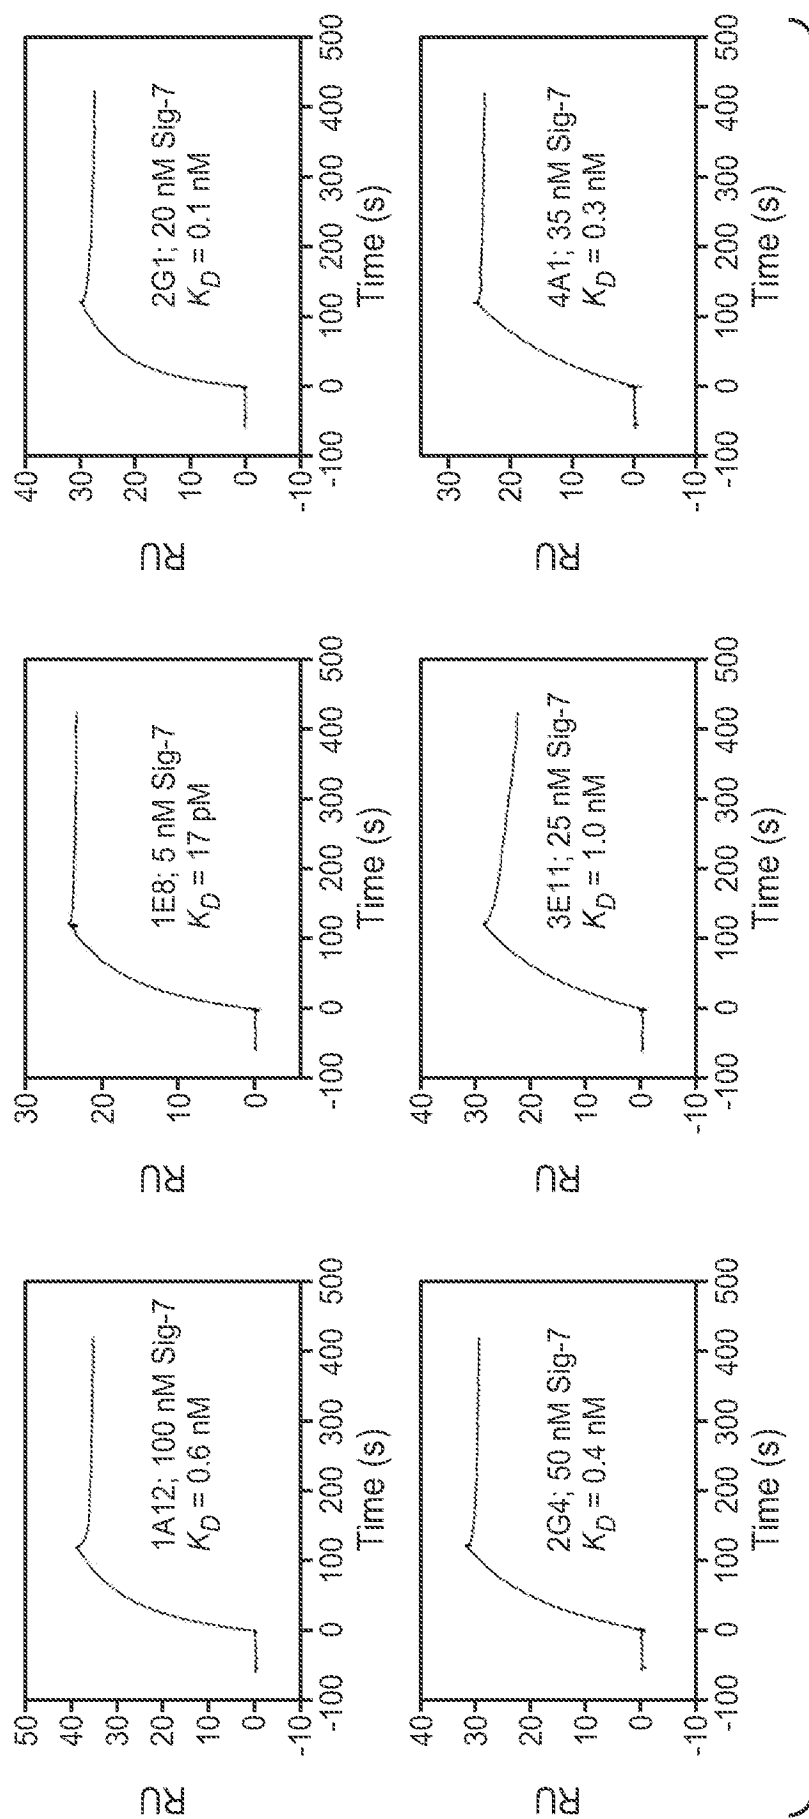 50
40
30
20
10
0
-10
RU
1A12; 100 nM Sig-7
K_D = 0.6 nM
-100 0 100 200 300 400 500
Time (s)
30
20
10
0
RU
1E8; 5 nM Sig-7
K_D = 17 pM
-100 0 100 200 300 400 500
Time (s)
40
30
20
10
0
-10
RU
2G1; 20 nM Sig-7
K_D = 0.1 nM
-100 0 100 200 300 400 500
Time (s)
40
30
20
10
0
-10
RU
2G4; 50 nM Sig-7
K_D = 0.4 nM
-100 0 100 200 300 400 500
Time (s)
40
30
20
10
0
-10
RU
3E11; 25 nM Sig-7
K_D = 1.0 nM
-100 0 100 200 300 400 500
Time (s)
30
20
10
0
-10
RU
4A1; 35 nM Sig-7
K_D = 0.3 nM
-100 0 100 200 300 400 500
Time (s)